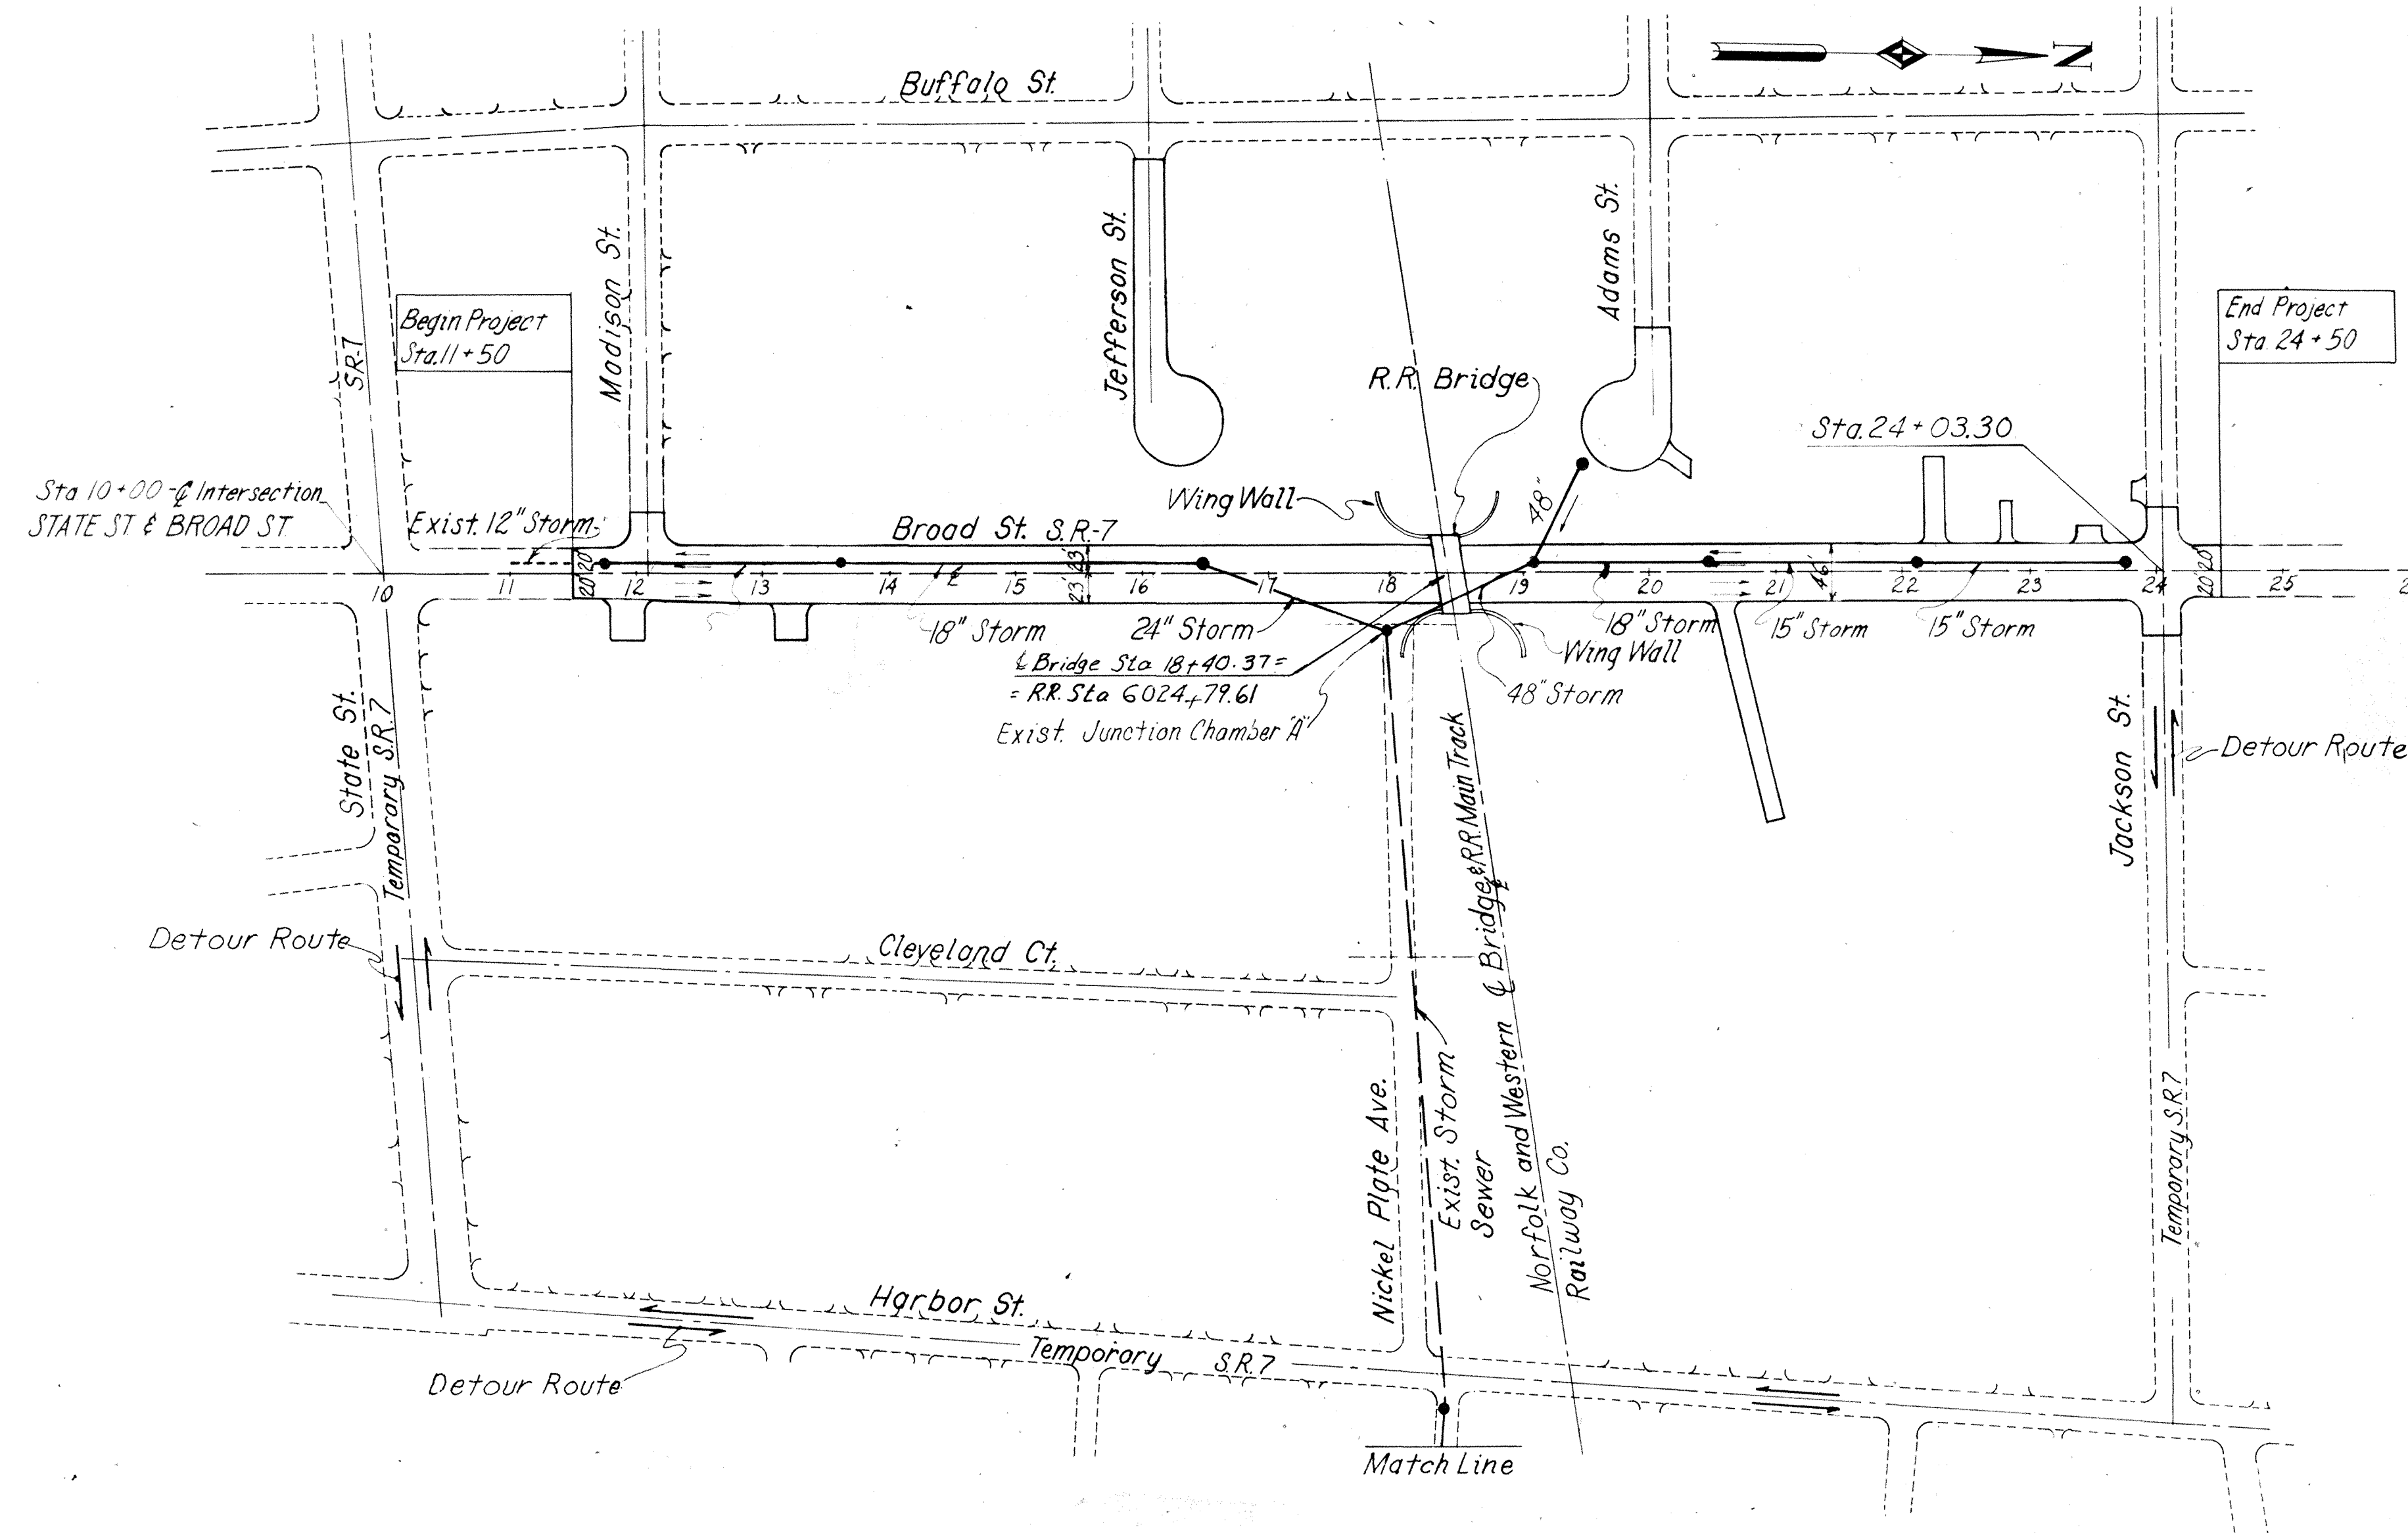 N
Buffalo St.
SR-7
Begin Project
Sta.11+50
Madison St.
Jefferson St.
Adams St.
End Project
Sta. 24+50
R.R. Bridge
Sta.24+03.30
Sta 10+00-℄ Intersection
STATE ST & BROAD ST
Exist. 12" Storm
Wing Wall
48"
Broad St. S.R.-7
20' 20'
23' 23'
46'
20' 20'
10 11 12 13 14 15 16 17 18 19 20 21 22 23 24 25
18" Storm
24" Storm
18" Storm
15" Storm
15" Storm
Wing Wall
℄ Bridge Sta 18+40.37=
= R.R. Sta 6024+79.61
48" Storm
Exist. Junction Chamber "A"
State St.
Temporary S.R.7
Jackson St.
Detour Route
Detour Route
Cleveland Ct.
℄ Bridge & ℄ R.R. Main Track
Nickel Plate Ave.
Exist. Storm
Sewer
Norfolk and Western
Railway Co.
Temporary S.R.7
Harbor St.
Temporary S.R.7
Detour Route
Match Line